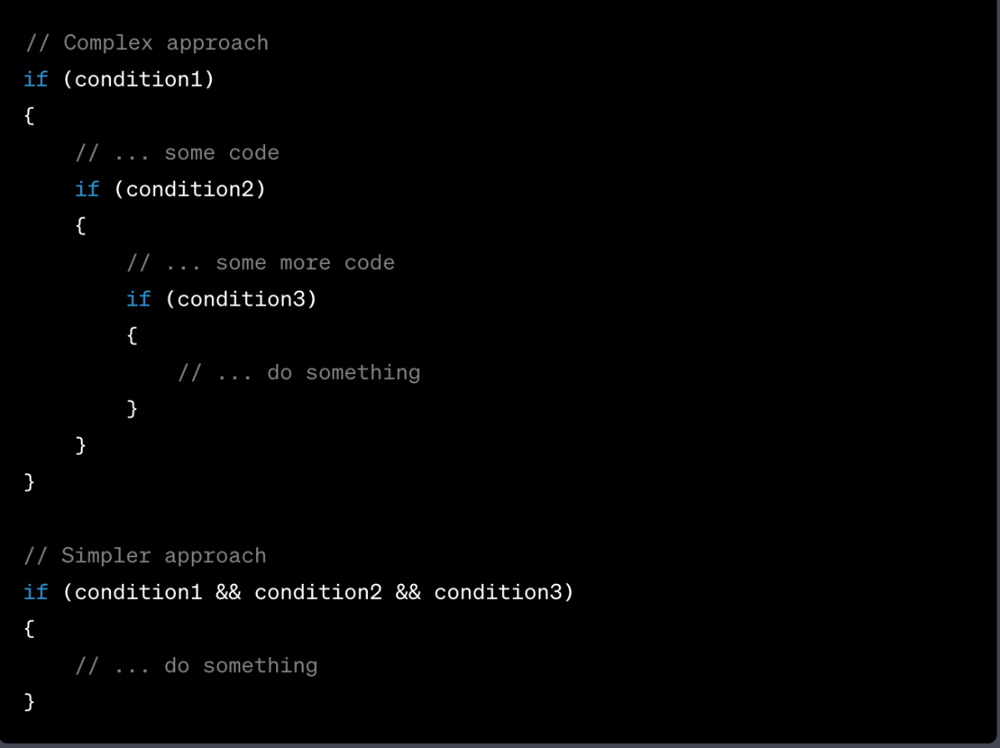 // Complex approach
if (condition1)
{
    // ... some code
    if (condition2)
    {
        // ... some more code
        if (condition3)
        {
            // ... do something
        }
    }
}

// Simpler approach
if (condition1 && condition2 && condition3)
{
    // ... do something
}